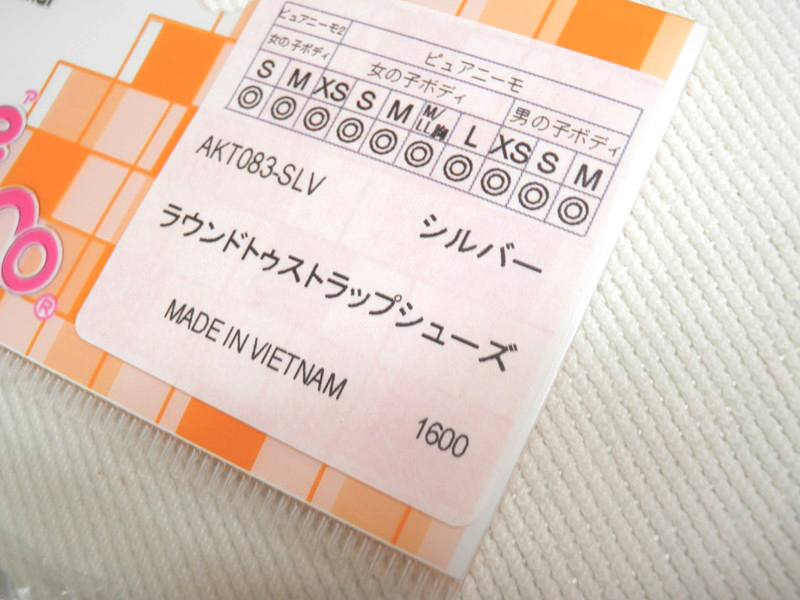 ピュアニーモ2
ピュアニーモ
女の子ボディ
女の子ボディ
男の子ボディ
S M XS S M M/LL胸 L XS S M
◎ ◎ ◎ ◎ ◎ ◎ ◎ ◎ ◎ ◎
AKT083-SLV
シルバー
ラウンドトゥストラップシューズ
MADE IN VIETNAM
1600
ア
®